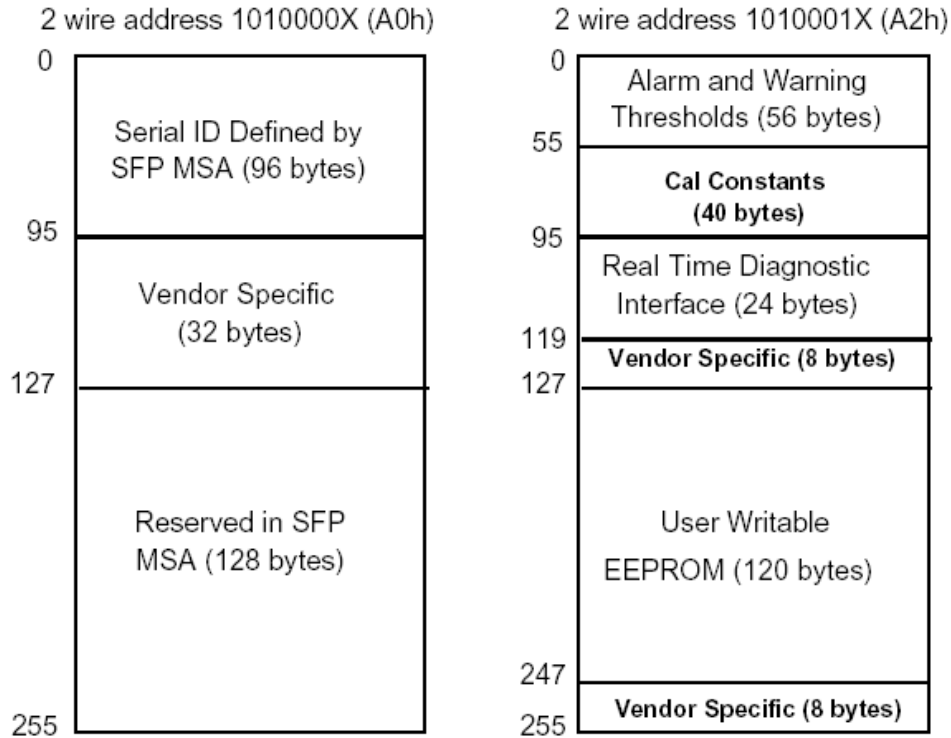 2 wire address 1010000X (A0h)
0
Serial ID Defined by
SFP MSA (96 bytes)
95
Vendor Specific
(32 bytes)
127
Reserved in SFP
MSA (128 bytes)
255
2 wire address 1010001X (A2h)
0
Alarm and Warning
Thresholds (56 bytes)
55
Cal Constants
(40 bytes)
95
Real Time Diagnostic
Interface (24 bytes)
119
Vendor Specific (8 bytes)
127
User Writable
EEPROM (120 bytes)
247
Vendor Specific (8 bytes)
255